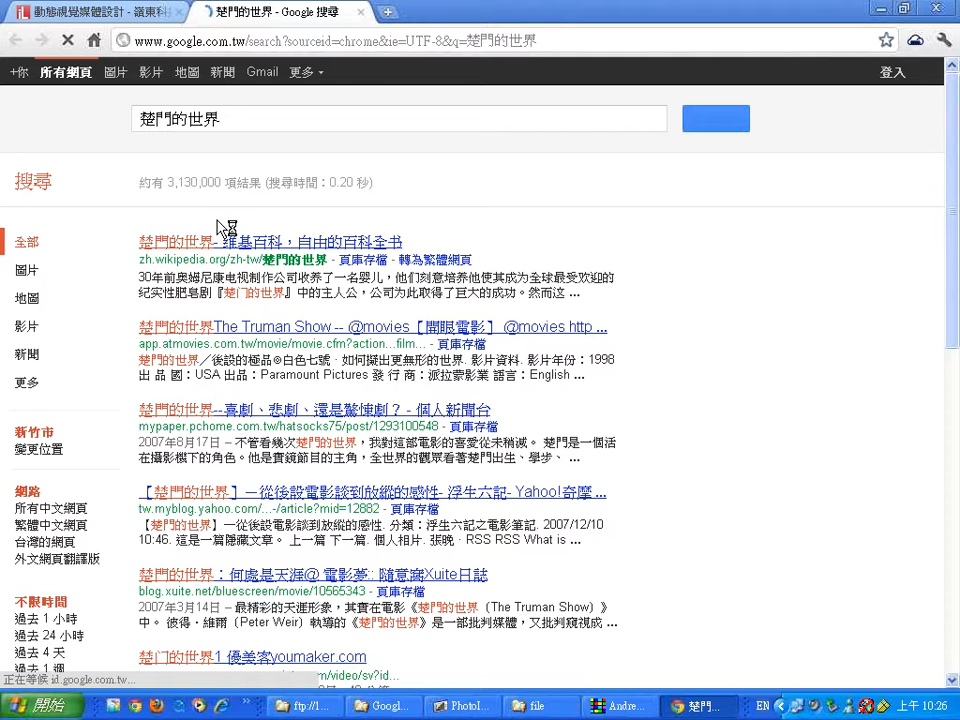 動態視覺媒體設計 - 嶺東科
楚門的世界 - Google 搜尋
www.google.com.tw/search?sourceid=chrome&ie=UTF-8&q=楚門的世界
+你 所有網頁 圖片 影片 地圖 新聞 Gmail 更多 登入
楚門的世界
搜尋 約有 3,130,000 項結果 (搜尋時間：0.20 秒)
全部
圖片
地圖
影片
新聞
更多
新竹市
變更位置
網路
所有中文網頁
繁體中文網頁
台灣的網頁
外文網頁翻譯版
不限時間
過去 1 小時
過去 24 小時
過去 4 天
過去 1 週
楚門的世界- 維基百科，自由的百科全书
zh.wikipedia.org/zh-tw/楚門的世界 - 頁庫存檔 - 轉為繁體網頁
30年前奥姆尼康电视制作公司收养了一名婴儿，他们刻意培养他使其成为全球最受欢迎的
纪实性肥皂剧『楚门的世界』中的主人公，公司为此取得了巨大的成功。然而这 ...
楚門的世界The Truman Show -- @movies【開眼電影】 @movies http ...
app.atmovies.com.tw/movie/movie.cfm?action...film... - 頁庫存檔
楚門的世界／後設的極品◎白色七號 · 如何擬出更無形的世界. 影片資料. 影片年份：1998
出 品 國：USA 出品：Paramount Pictures 發 行 商：派拉蒙影業 語言：English ...
楚門的世界--喜劇、悲劇、還是驚悚劇？ - 個人新聞台
mypaper.pchome.com.tw/hatsocks75/post/1293100548 - 頁庫存檔
2007年8月17日 – 不管看幾次楚門的世界，我對這部電影的喜愛從未稍減。 楚門是一個活
在攝影棚下的角色。他是實鏡節目的主角，全世界的觀眾看著楚門出生、學步、 ...
【楚門的世界】－從後設電影談到放縱的感性- 浮生六記- Yahoo!奇摩 ...
tw.myblog.yahoo.com/...-/article?mid=12882 - 頁庫存檔
【楚門的世界】－從後設電影談到放縱的感性. 分類：浮生六記之電影筆記. 2007/12/10
10:46. 這是一篇隱藏文章。 上一篇 下一篇. 個人相片. 張晚 · RSS RSS What is ...
楚門的世界：何處是天涯@ 電影夢:: 隨意窩Xuite日誌
blog.xuite.net/bluescreen/movie/10565343 - 頁庫存檔
2007年3月14日 – 最精彩的天涯形象，其實在電影《楚門的世界〔The Truman Show〕》
中。 彼得・維爾〔Peter Weir〕執導的《楚門的世界》是一部批判媒體，又批判窺視成 ...
楚门的世界1 優美客youmaker.com
正在等候 id.google.com.tw...
om/video/sv?id...
開始
ftp://1...
Googl...
PhotoI...
file
Andre...
楚門...
EN
上午 10:26